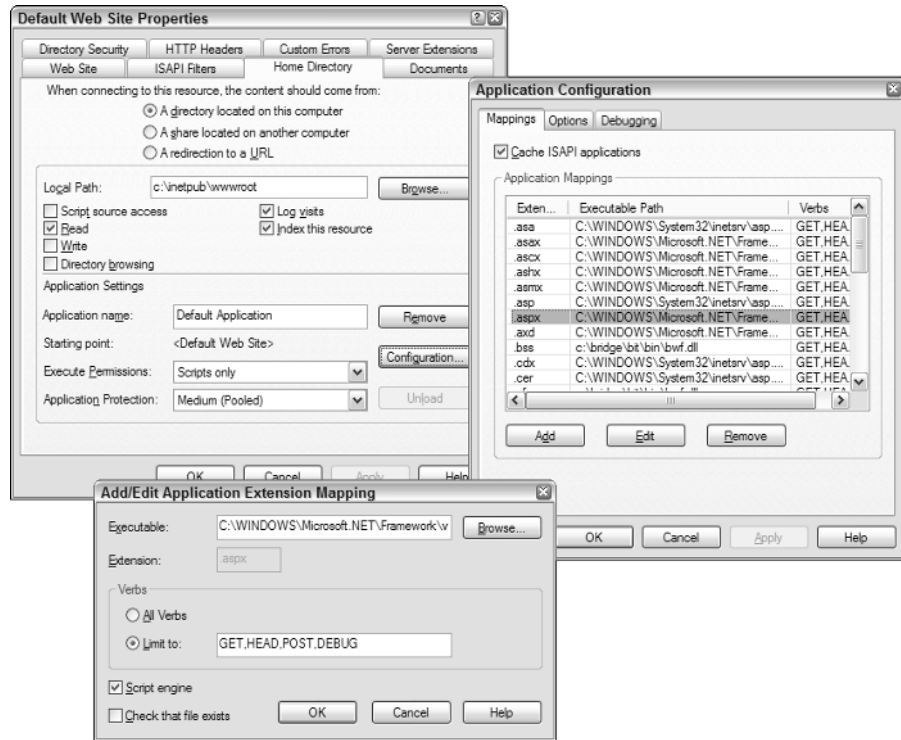 Default Web Site Properties
Directory Security HTTP Headers Custom Errors Server Extensions
Web Site ISAPI Filters Home Directory Documents
When connecting to this resource, the content should come from:
A directory located on this computer
A share located on another computer
A redirection to a URL
Local Path: c:\inetpub\wwwroot Browse...
Script source access Log visits
Read Index this resource
Write
Directory browsing
Application Settings
Application name: Default Application Remove
Starting point: <Default Web Site> Configuration...
Execute Permissions: Scripts only
Application Protection: Medium (Pooled) Unload
OK Cancel Apply Help
Application Configuration
Mappings Options Debugging
Cache ISAPI applications
Application Mappings
Exten... Executable Path Verbs
.asa C:\WINDOWS\System32\inetsrv\asp.... GET,HEA.
.asax C:\WINDOWS\Microsoft.NET\Frame... GET,HEA.
.ascx C:\WINDOWS\Microsoft.NET\Frame... GET,HEA.
.ashx C:\WINDOWS\Microsoft.NET\Frame... GET,HEA.
.asmx C:\WINDOWS\Microsoft.NET\Frame... GET,HEA.
.asp C:\WINDOWS\System32\inetsrv\asp.... GET,HEA.
.aspx C:\WINDOWS\Microsoft.NET\Frame... GET,HEA.
.axd C:\WINDOWS\Microsoft.NET\Frame... GET,HEA.
.bss c:\bridge\bit\bin\bwf.dll GET,HEA.
.cdx C:\WINDOWS\System32\inetsrv\asp.... GET,HEA.
.cer C:\WINDOWS\System32\inetsrv\asp.... GET,HEA.
Add Edit Remove
OK Cancel Apply Help
Add/Edit Application Extension Mapping
Executable: C:\WINDOWS\Microsoft.NET\Framework\v Browse...
Extension: .aspx
Verbs
All Verbs
Limit to: GET,HEAD,POST,DEBUG
Script engine
Check that file exists
OK Cancel Help